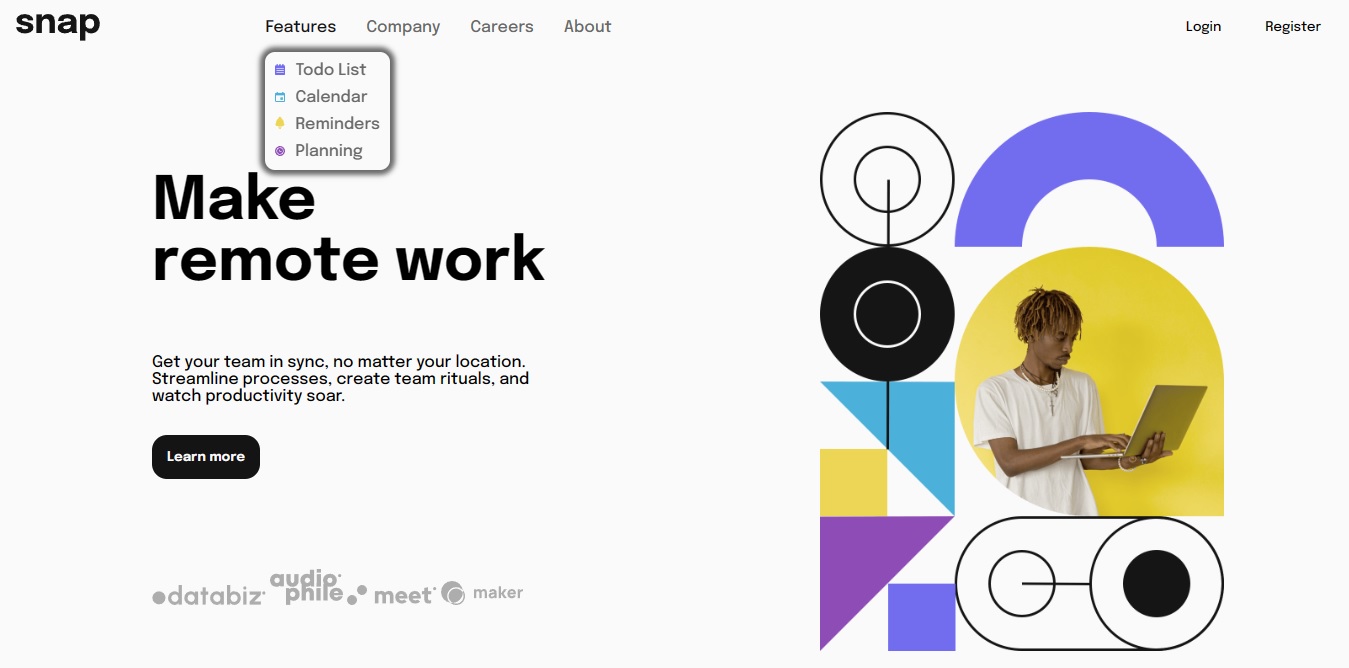 snap
Features Company Careers About
Login Register
Todo List
Calendar
Reminders
Planning
Make
remote work
Get your team in sync, no matter your location.
Streamline processes, create team rituals, and
watch productivity soar.
Learn more
databiz audiophile meet maker